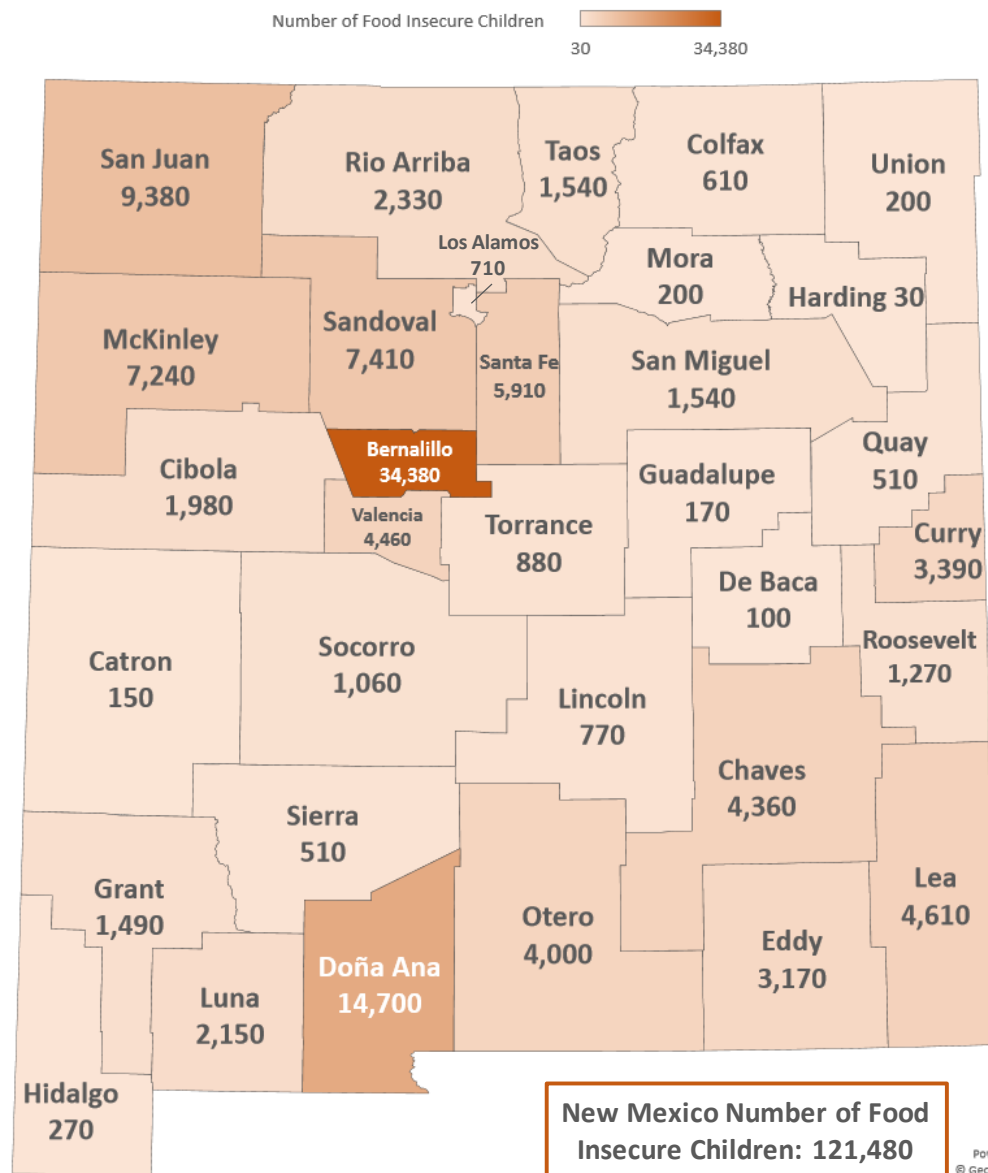 Number of Food Insecure Children
30
34,380
San Juan
9,380
Rio Arriba
2,330
Taos
1,540
Colfax
610
Union
200
Los Alamos
710
Mora
200
Harding 30
McKinley
7,240
Sandoval
7,410
Santa Fe
5,910
San Miguel
1,540
Bernalillo
34,380
Cibola
1,980
Valencia
4,460
Torrance
880
Guadalupe
170
Quay
510
Curry
3,390
De Baca
100
Roosevelt
1,270
Catron
150
Socorro
1,060
Lincoln
770
Chaves
4,360
Sierra
510
Grant
1,490
Lea
4,610
Otero
4,000
Eddy
3,170
Doña Ana
14,700
Luna
2,150
Hidalgo
270
New Mexico Number of Food
Insecure Children: 121,480